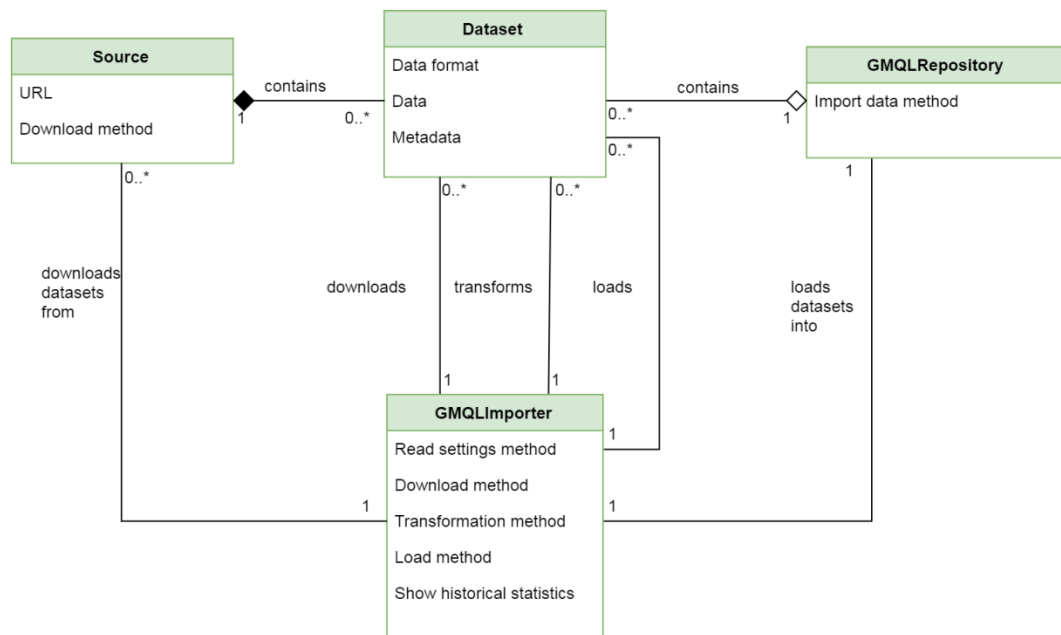 Source
URL
Download method
contains
1
0..*
Dataset
Data format
Data
Metadata
contains
0..*
1
GMQLRepository
Import data method
0..*
0..*
0..*
0..*
1
downloads
datasets
from
downloads
transforms
loads
loads
datasets
into
1
1
1
1
1
GMQLImporter
Read settings method
Download method
Transformation method
Load method
Show historical statistics